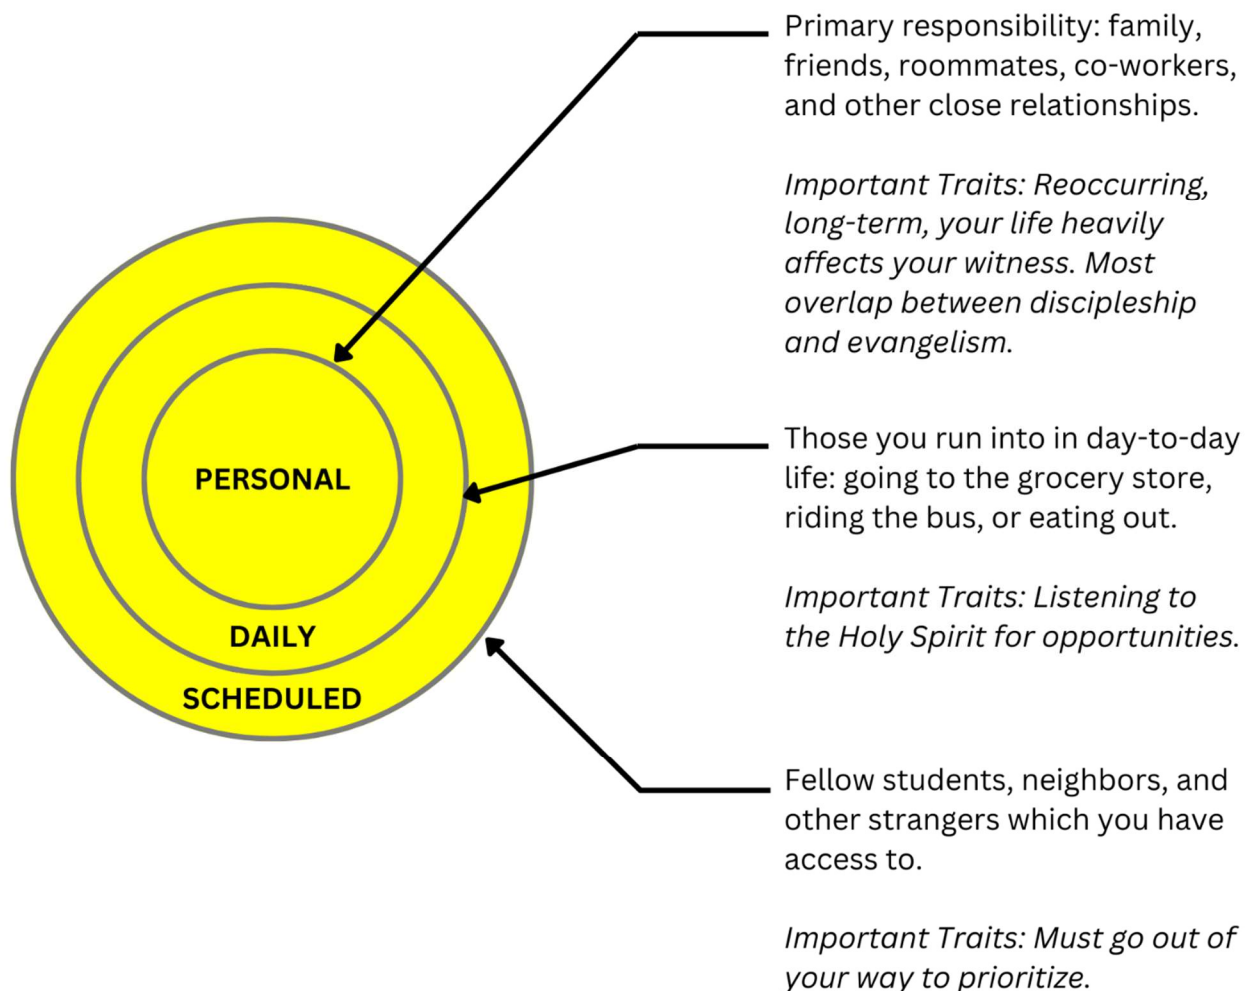 Primary responsibility: family,
friends, roommates, co-workers,
and other close relationships.
Important Traits: Reoccurring,
long-term, your life heavily
affects your witness. Most
overlap between discipleship
and evangelism.
PERSONAL
DAILY
SCHEDULED
Those you run into in day-to-day
life: going to the grocery store,
riding the bus, or eating out.
Important Traits: Listening to
the Holy Spirit for opportunities.
Fellow students, neighbors, and
other strangers which you have
access to.
Important Traits: Must go out of
your way to prioritize.